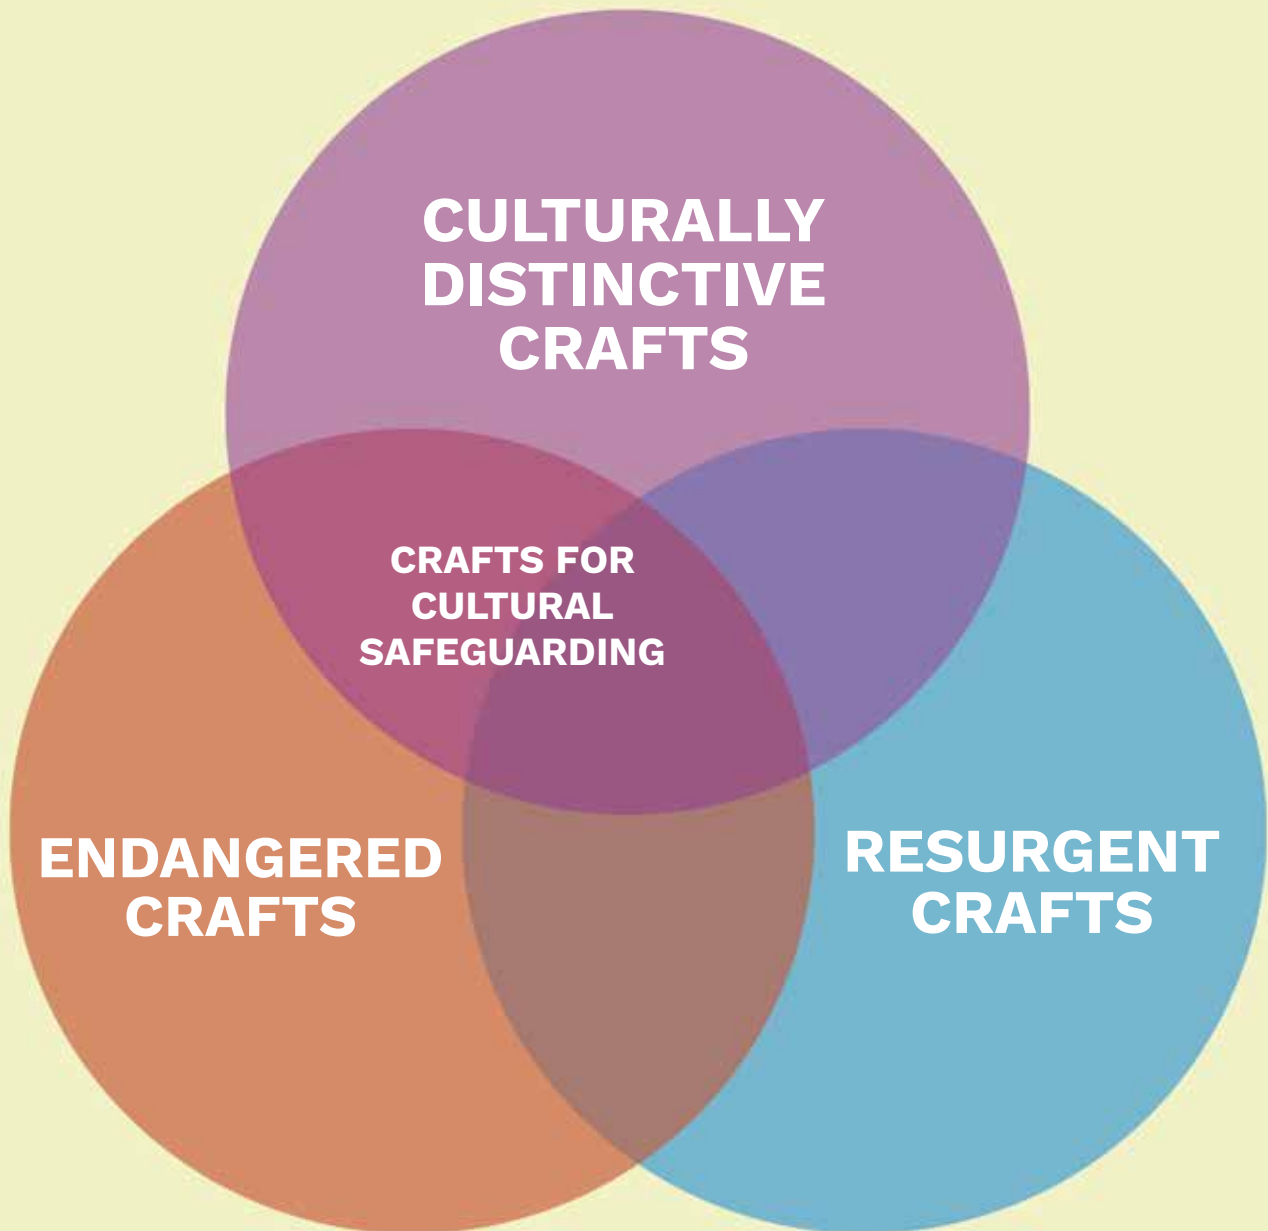 CULTURALLY
DISTINCTIVE
CRAFTS
CRAFTS FOR
CULTURAL
SAFEGUARDING
ENDANGERED
CRAFTS
RESURGENT
CRAFTS